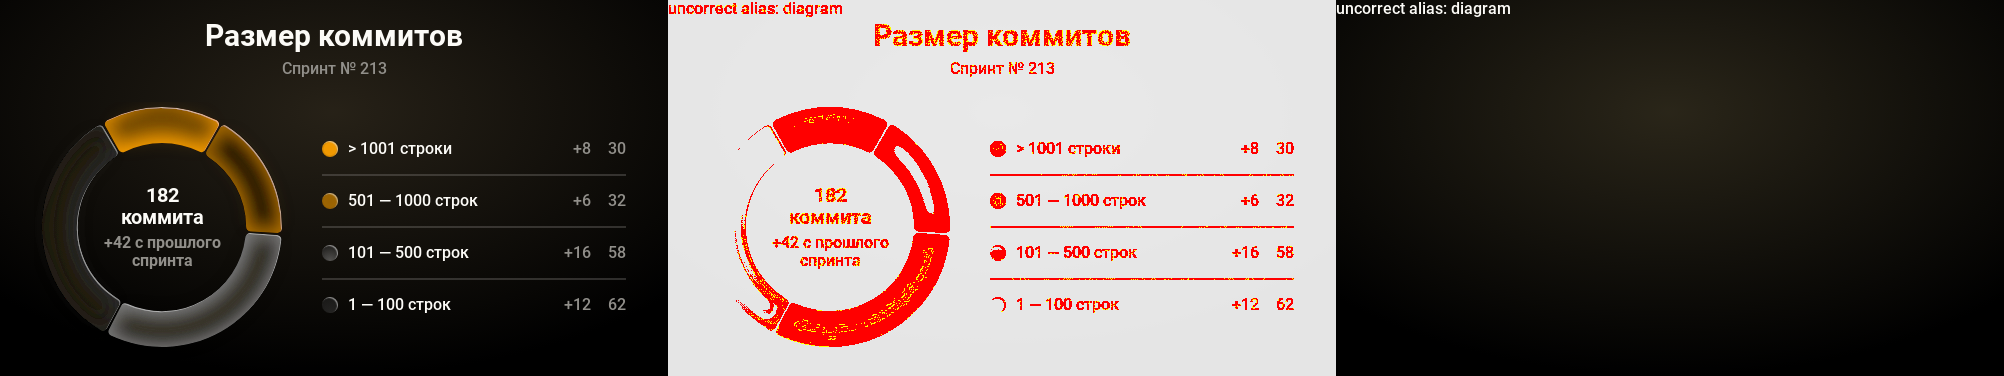 Размер коммитов
Спринт № 213
> 1001 строки +8 30
501 — 1000 строк +6 32
101 — 500 строк +16 58
1 — 100 строк +12 62
182
коммита
+42 с прошлого
спринта
uncorrect alias: diagram
Размер коммитов
Спринт № 213
> 1001 строки +8 30
501 — 1000 строк +6 32
101 — 500 строк +16 58
1 — 100 строк +12 62
182
коммита
+42 с прошлого
спринта
uncorrect alias: diagram